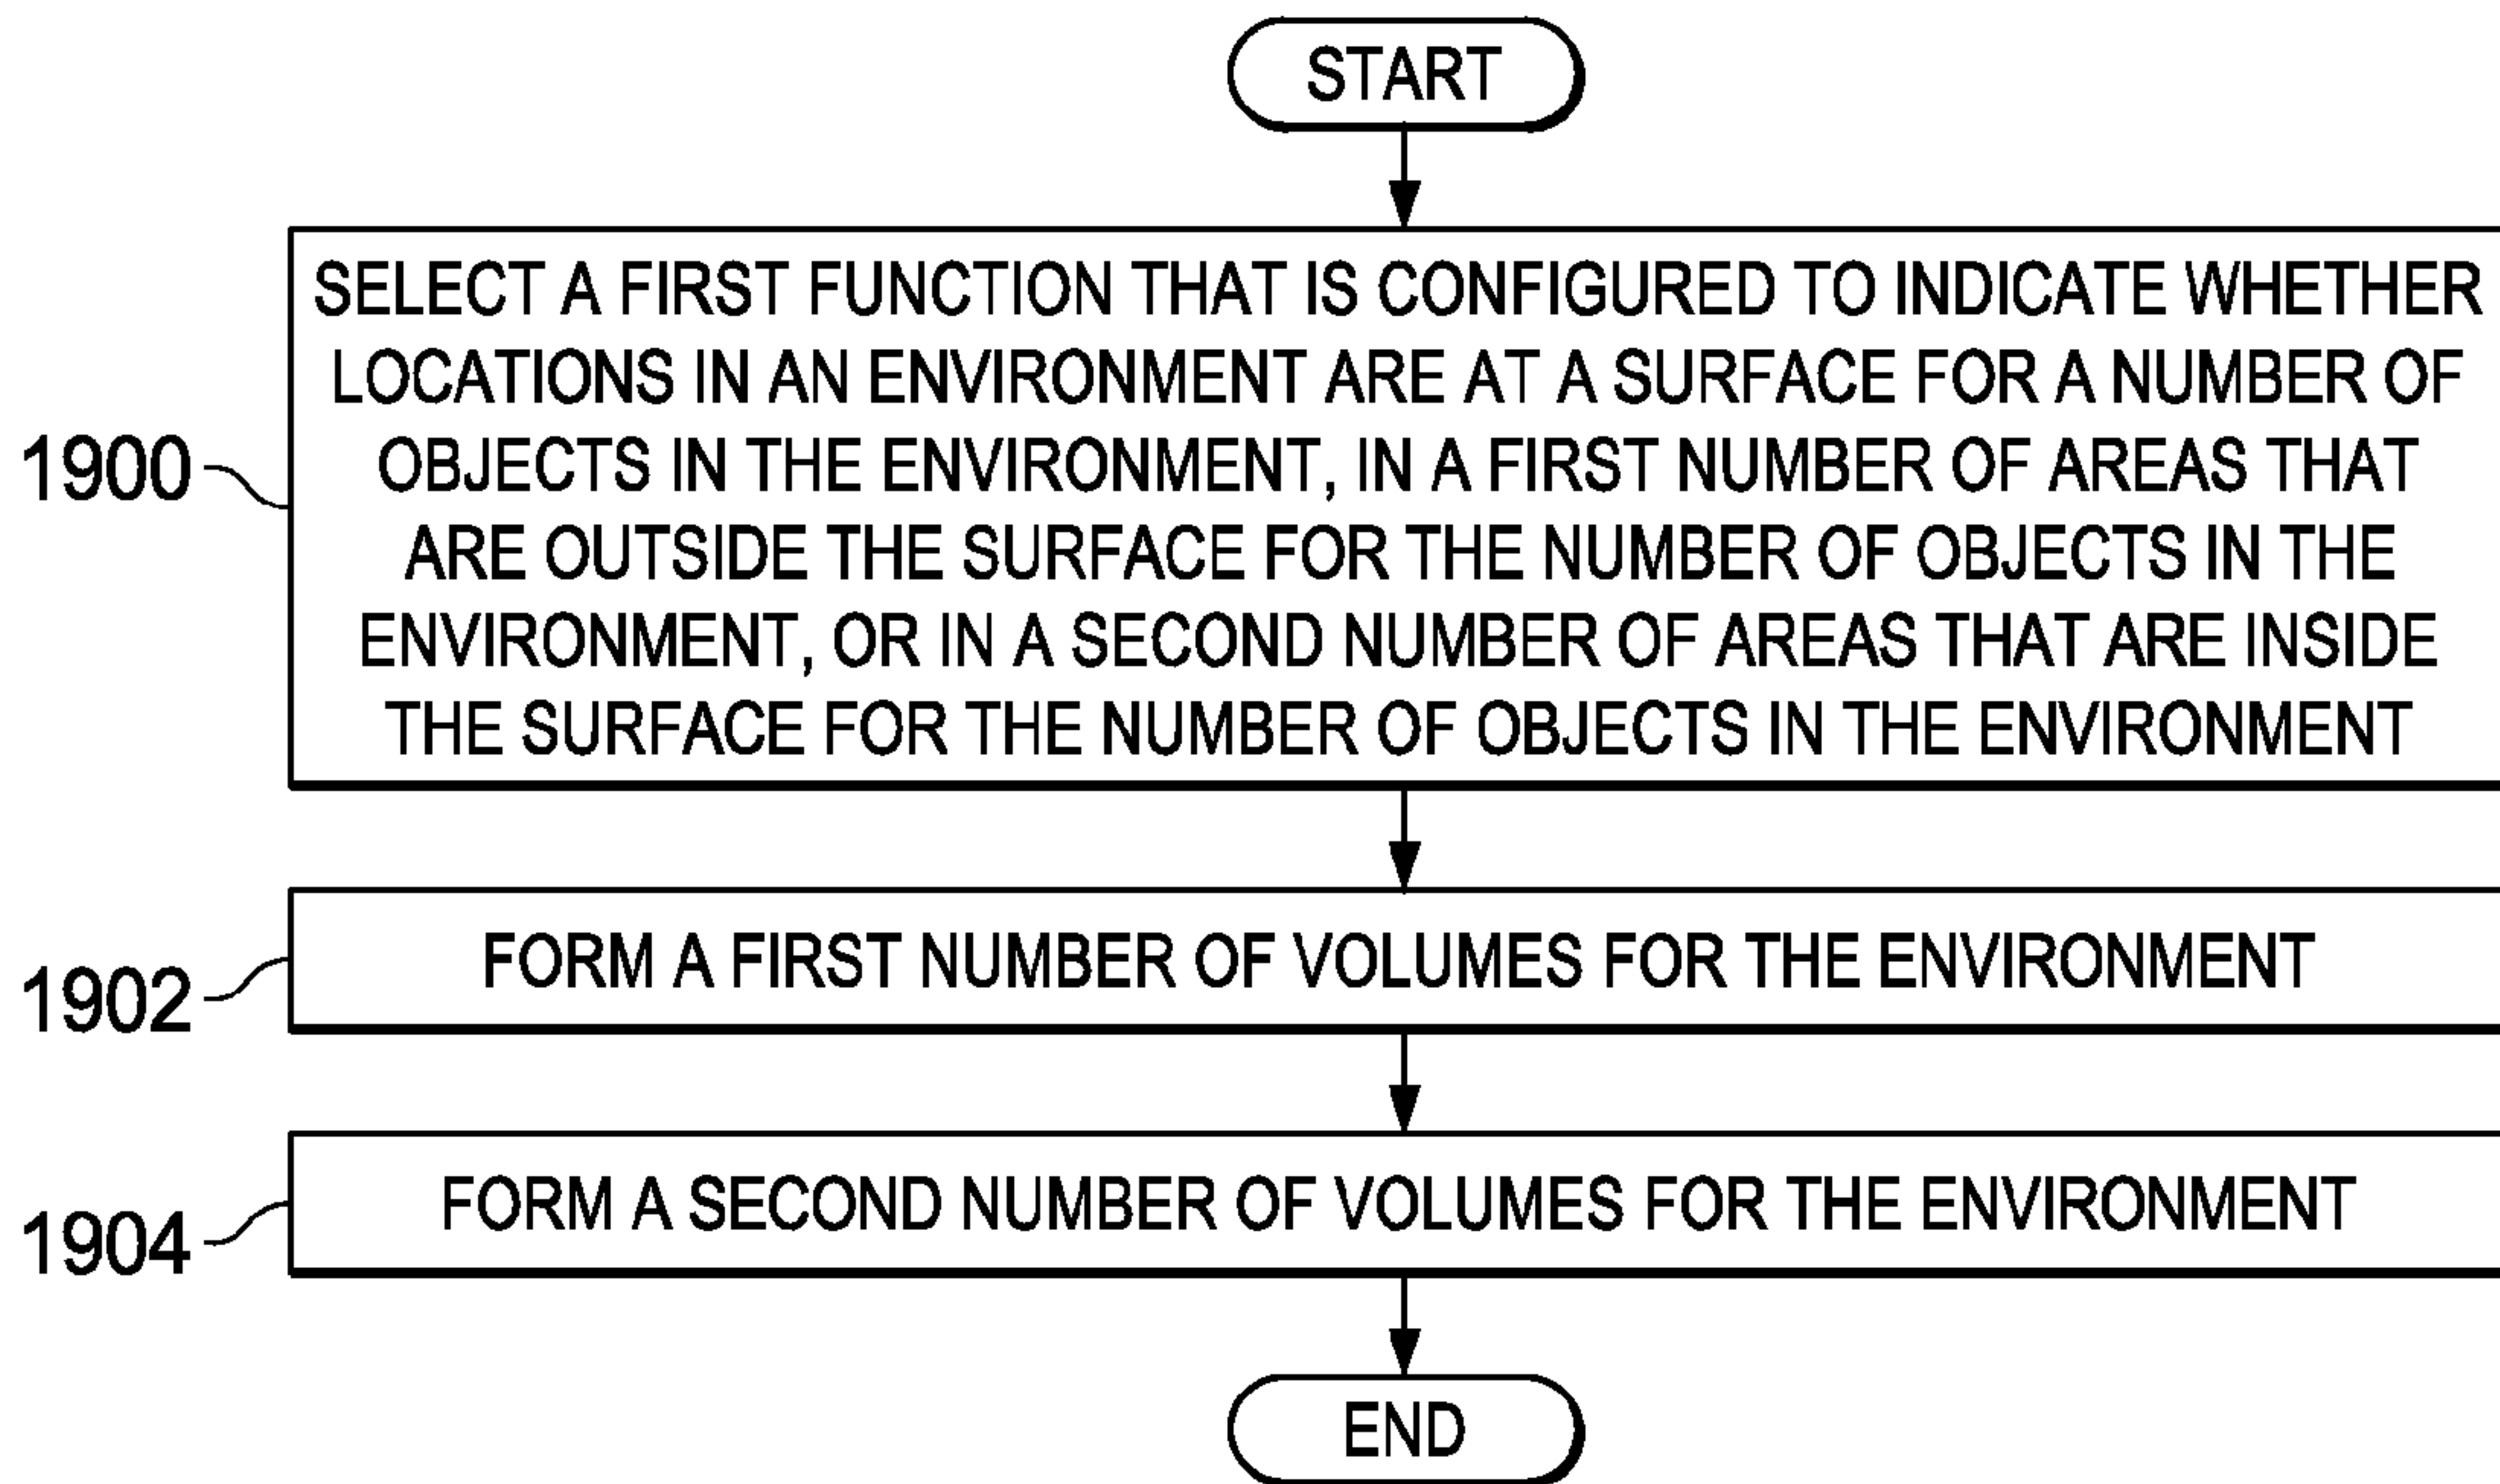 START
SELECT A FIRST FUNCTION THAT IS CONFIGURED TO INDICATE WHETHER
LOCATIONS IN AN ENVIRONMENT ARE AT A SURFACE FOR A NUMBER OF
OBJECTS IN THE ENVIRONMENT, IN A FIRST NUMBER OF AREAS THAT
ARE OUTSIDE THE SURFACE FOR THE NUMBER OF OBJECTS IN THE
ENVIRONMENT, OR IN A SECOND NUMBER OF AREAS THAT ARE INSIDE
THE SURFACE FOR THE NUMBER OF OBJECTS IN THE ENVIRONMENT
1900
FORM A FIRST NUMBER OF VOLUMES FOR THE ENVIRONMENT
1902
FORM A SECOND NUMBER OF VOLUMES FOR THE ENVIRONMENT
1904
END